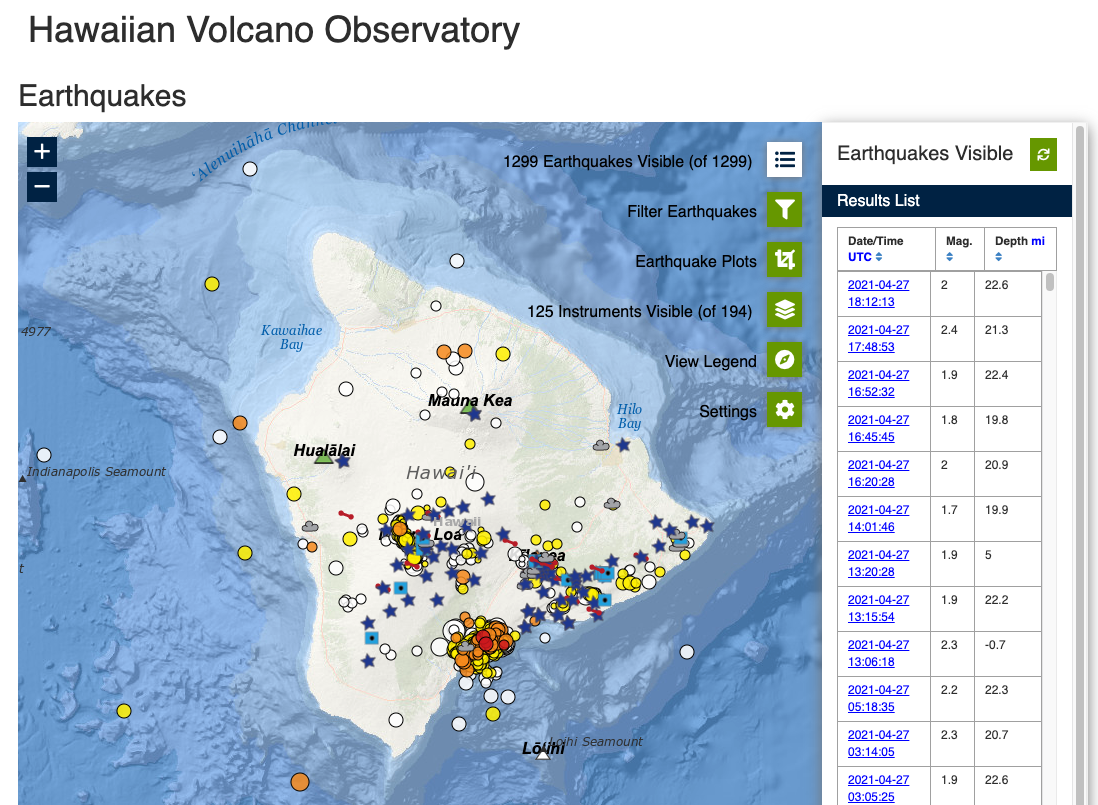 Hawaiian Volcano Observatory
Earthquakes
+
−
ʻAlenuihāhā
1299 Earthquakes Visible (of 1299)
Filter Earthquakes
Earthquake Plots
125 Instruments Visible (of 194)
View Legend
Settings
4977
Kawaihae
Bay
Mauna Kea
Hilo
Bay
Hualālai
Indianapolis Seamount
Hawai'i
Hawaii
Loa
t
Lōʻihi
Loihi Seamount
Earthquakes Visible
Results List
Date/Time
UTC
Mag.
Depth mi
2021-04-27
18:12:13
2
22.6
2021-04-27
17:48:53
2.4
21.3
2021-04-27
16:52:32
1.9
22.4
2021-04-27
16:45:45
1.8
19.8
2021-04-27
16:20:28
2
20.9
2021-04-27
14:01:46
1.7
19.9
2021-04-27
13:20:28
1.9
5
2021-04-27
13:15:54
1.9
22.2
2021-04-27
13:06:18
2.3
-0.7
2021-04-27
05:18:35
2.2
22.3
2021-04-27
03:14:05
2.3
20.7
2021-04-27
03:05:25
1.9
22.6